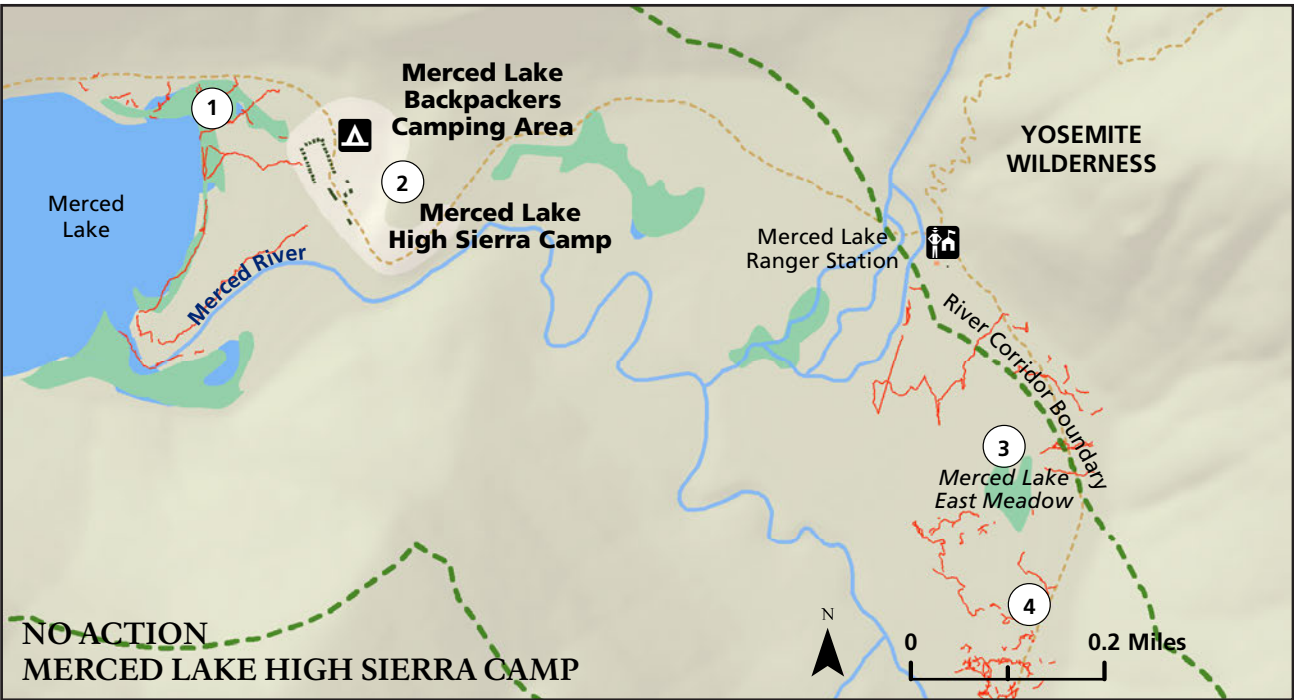 Merced Lake
Backpackers
Camping Area
1
YOSEMITE
WILDERNESS
2
Merced
Lake
Merced Lake
High Sierra Camp
Merced Lake
Ranger Station
Merced River
River Corridor Boundary
3
Merced Lake
East Meadow
4
N
0 0.2 Miles
NO ACTION
MERCED LAKE HIGH SIERRA CAMP